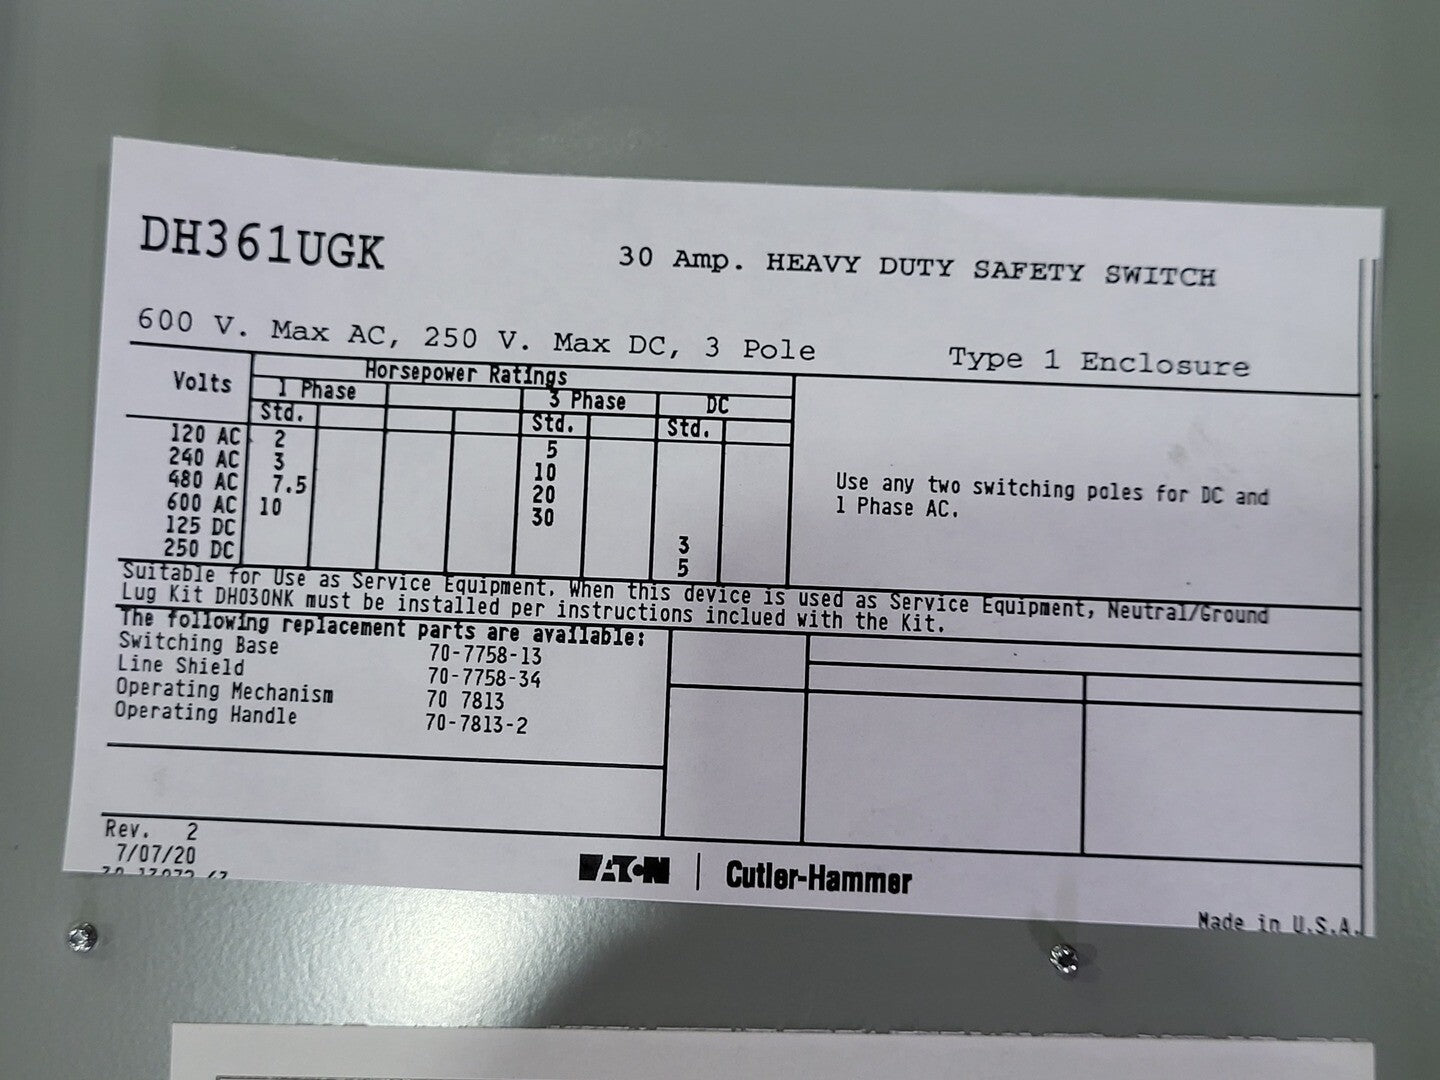 DH361UGK
30 Amp. HEAVY DUTY SAFETY SWITCH
600 V. Max AC, 250 V. Max DC, 3 Pole
Type 1 Enclosure
Volts
Horsepower Ratings
1 Phase
3 Phase
DC
Std.
Std.
Std.
120 AC 2 5
240 AC 3 10
480 AC 7.5 20
600 AC 10 30
125 DC 3
250 DC 5
Use any two switching poles for DC and
1 Phase AC.
Suitable for Use as Service Equipment. When this device is used as Service Equipment, Neutral/Ground
Lug Kit DH030NK must be installed per instructions inclued with the Kit.
The following replacement parts are available:
Switching Base 70-7758-13
Line Shield 70-7758-34
Operating Mechanism 70 7813
Operating Handle 70-7813-2
Rev. 2
7/07/20
EATON | Cutler-Hammer
Made in U.S.A.